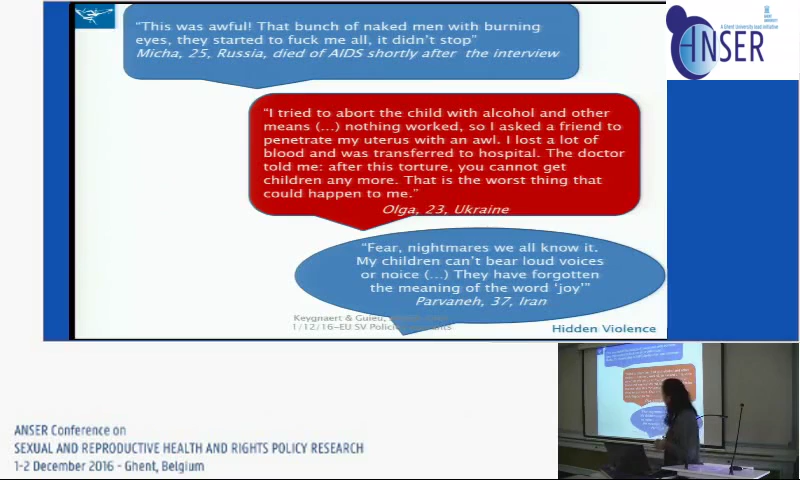 “This was awful! That bunch of naked men with burning
eyes, they started to fuck me all, it didn’t stop”
Micha, 25, Russia, died of AIDS shortly after the interview
“I tried to abort the child with alcohol and other
means (...) nothing worked, so I asked a friend to
penetrate my uterus with an awl. I lost a lot of
blood and was transferred to hospital. The doctor
told me: after this torture, you cannot get
children any more. That is the worst thing that
could happen to me.”
Olga, 23, Ukraine
“Fear, nightmares we all know it.
My children can’t bear loud voices
or noice (...) They have forgotten
the meaning of the word ‘joy’”
Parvaneh, 37, Iran
Keygnaert &
1/12/16-EU SV
Hidden Violence
ANSER
ANSER Conference on
SEXUAL AND REPRODUCTIVE HEALTH AND RIGHTS POLICY RESEARCH
1-2 December 2016 - Ghent, Belgium